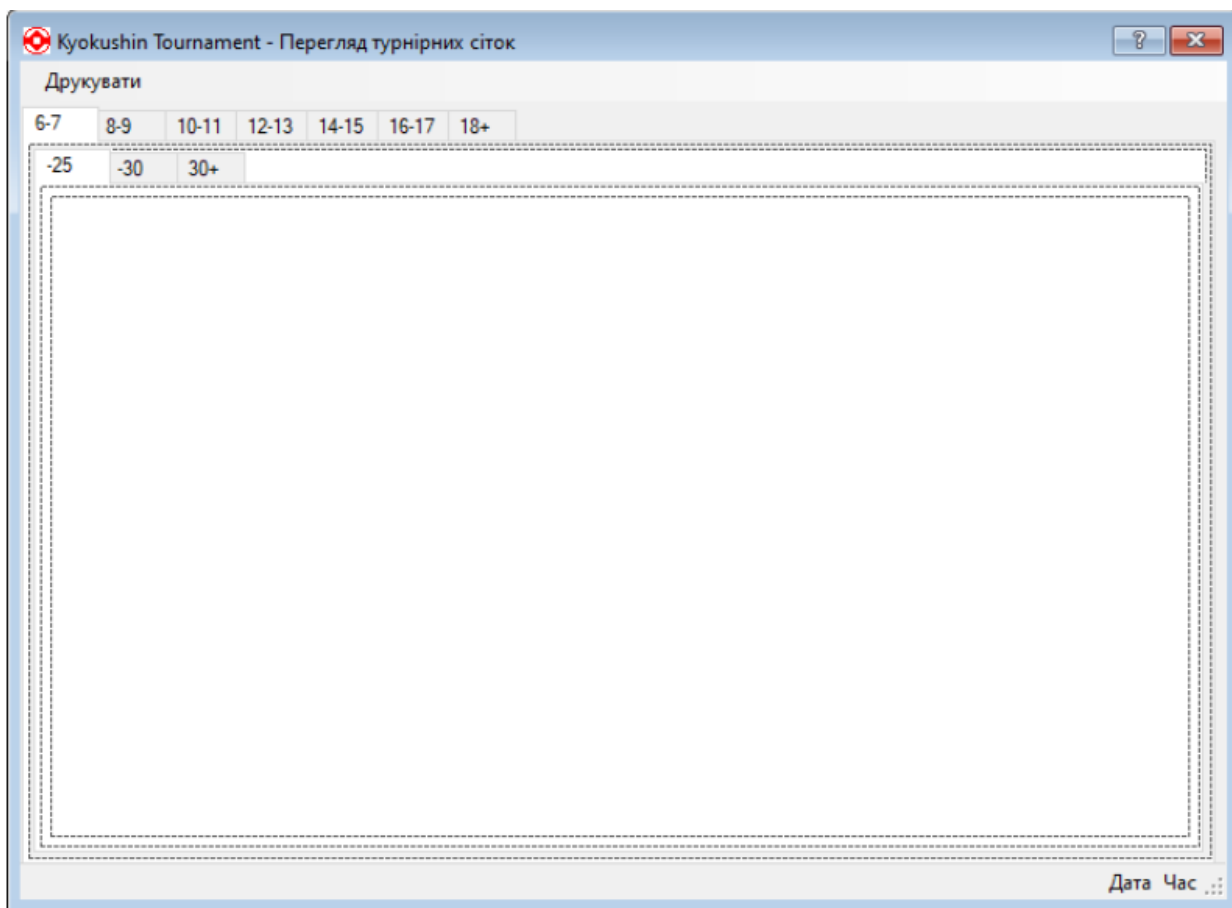 Kyokushin Tournament - Перегляд турнірних сіток
Друкувати
6-7 8-9 10-11 12-13 14-15 16-17 18+
-25 -30 30+
Дата Час